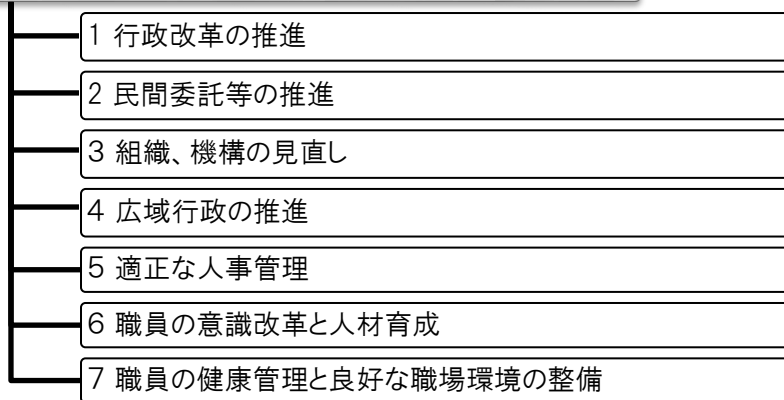 1 行政改革の推進
2 民間委託等の推進
3 組織、機構の見直し
4 広域行政の推進
5 適正な人事管理
6 職員の意識改革と人材育成
7 職員の健康管理と良好な職場環境の整備